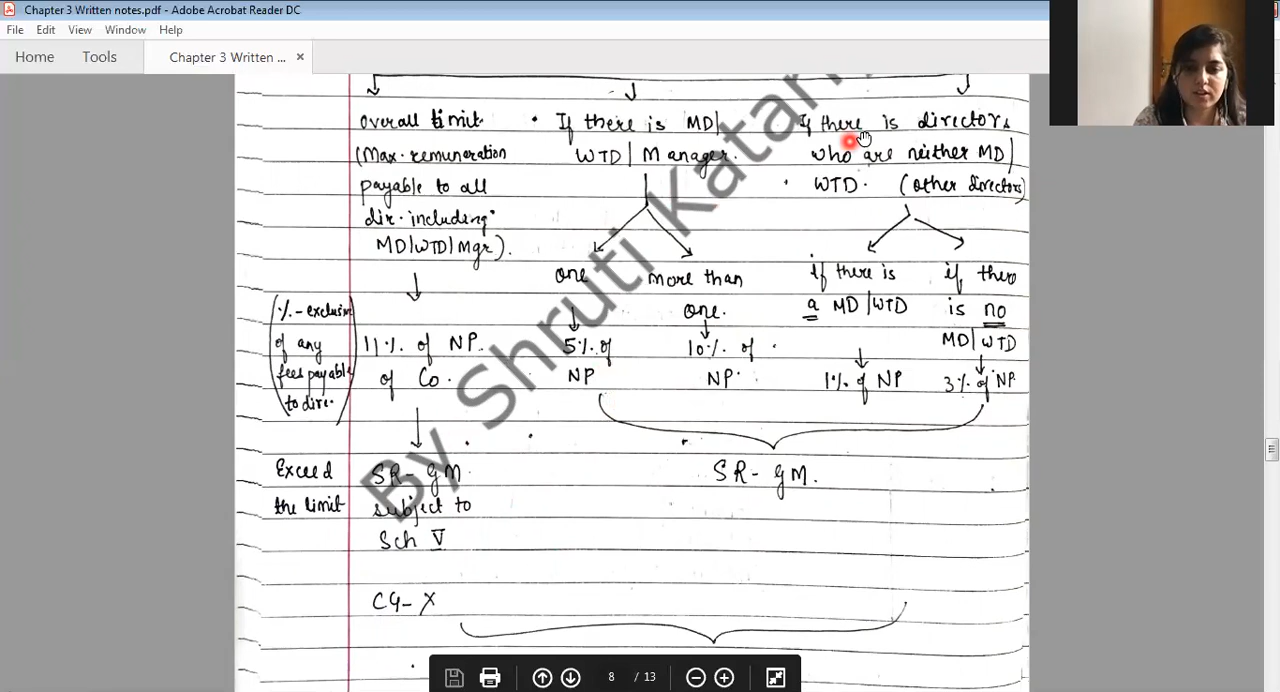 Chapter 3 Written notes.pdf - Adobe Acrobat Reader DC
File Edit View Window Help
Home Tools Chapter 3 Written ... ×
overall limit.
(Max. remuneration
payable to all
dir. including
MD|WTD|Mgr).
11% of NP
of Co.
SR - GM
subject to
Sch V
CG - X
(% - exclusive
of any
fees payable
to dire.
Exceed
the limit
If there is MD|
WTD | Manager.
one
5% of
NP
more than
one.
10% of
NP
SR - GM.
If there is directors
who are neither MD|
WTD. (other directors)
if there is
a MD|WTD
1% of NP
if there
is no
MD|WTD
3% of NP
By Shruti Katan
8 / 13